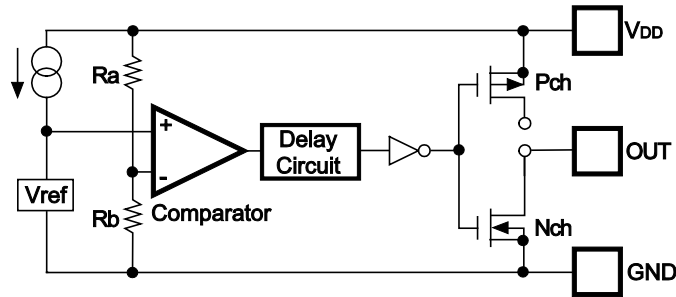 VDD
Ra
Pch
+
Delay
Circuit
OUT
-
Vref
Rb
Comparator
Nch
GND